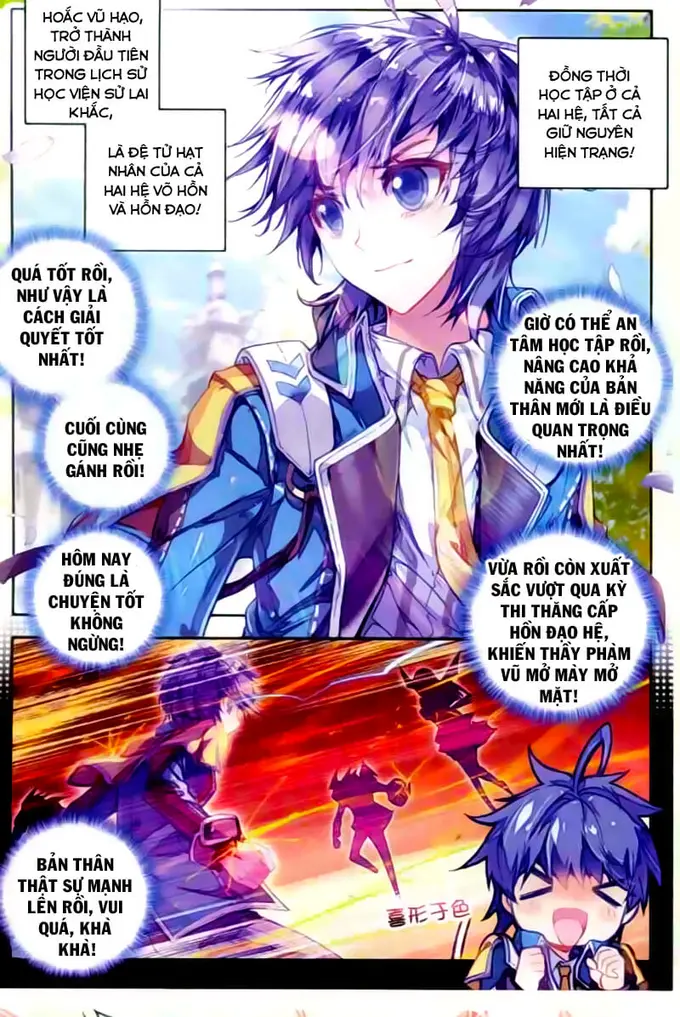 HOẮC VŨ HẠO,
TRỞ THÀNH
NGƯỜI ĐẦU TIÊN
TRONG LỊCH SỬ
HỌC VIỆN SỬ LAI
KHẮC,
LÀ ĐỆ TỬ HẠT
NHÂN CỦA CẢ
HAI HỆ VÕ HỒN
VÀ HỒN ĐẠO!
ĐỒNG THỜI
HỌC TẬP Ở CẢ
HAI HỆ, TẤT CẢ
GIỮ NGUYÊN
HIỆN TRẠNG!
QUÁ TỐT RỒI,
NHƯ VẬY LÀ
CÁCH GIẢI
QUYẾT TỐT
NHẤT!
GIỜ CÓ THỂ AN
TÂM HỌC TẬP RỒI,
NÂNG CAO KHẢ
NĂNG CỦA BẢN
THÂN MỚI LÀ ĐIỀU
QUAN TRỌNG
NHẤT!
CUỐI CÙNG
CŨNG NHẸ
GÁNH RỒI!
HÔM NAY
ĐÚNG LÀ
CHUYỆN TỐT
KHÔNG
NGỪNG!
VỪA RỒI CÒN XUẤT
SẮC VƯỢT QUA KỲ
THI THĂNG CẤP
HỒN ĐẠO HỆ,
KHIẾN THẦY PHÀM
VŨ MỞ MÀY MỞ
MẶT!
BẢN THÂN
THẬT SỰ MẠNH
LÊN RỒI, VUI
QUÁ, KHÀ
KHÀ!
喜形于色